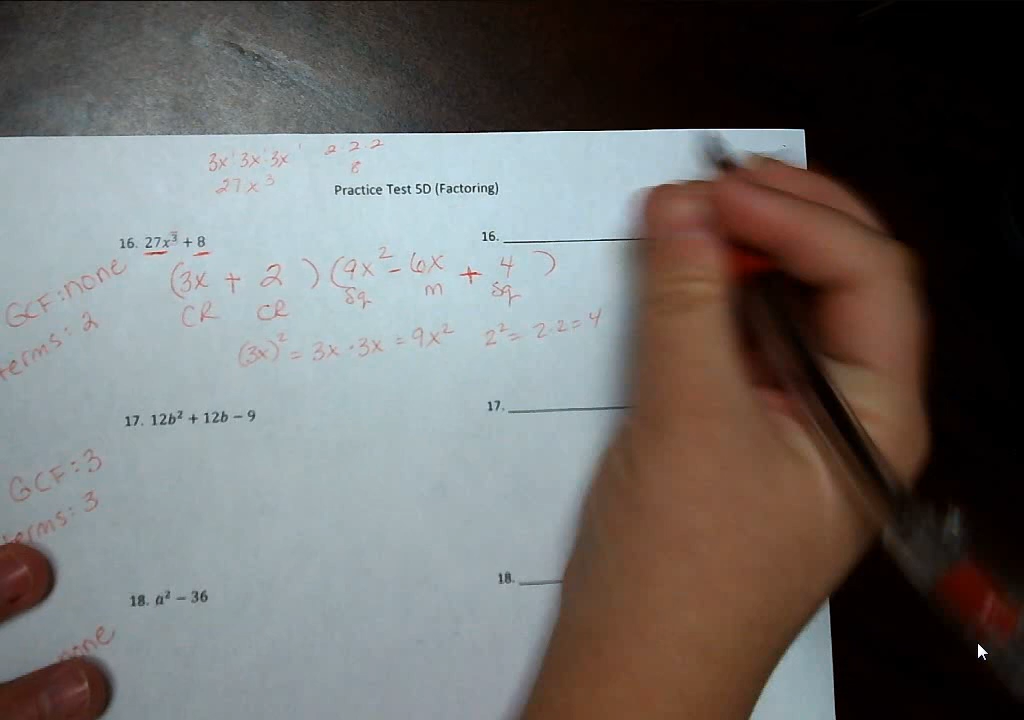 3x · 3x · 3x 2 · 2 · 2
27x³ 8
Practice Test 5D (Factoring)
16. 27x³ + 8 16.
GCF: none
(3x + 2 ) (9x² - 6x + 4 )
CR CR sq m sq
terms: 2
(3x)² = 3x · 3x = 9x² 2² = 2·2 = 4
17. 12b² + 12b − 9 17.
GCF: 3
terms: 3
18. a² − 36 18.
none